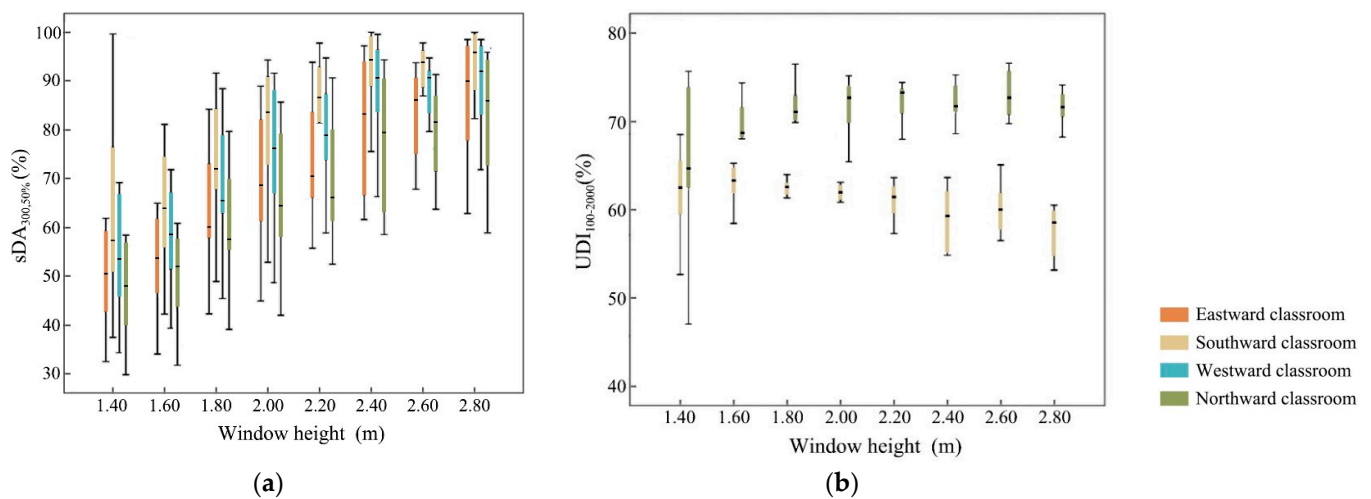 100
90
80
70
60
50
40
30
sDA300,50% (%)
1.40 1.60 1.80 2.00 2.20 2.40 2.60 2.80
Window height (m)
(a)
80
70
60
50
40
UDI100-2000 (%)
1.40 1.60 1.80 2.00 2.20 2.40 2.60 2.80
Window height (m)
(b)
Eastward classroom
Southward classroom
Westward classroom
Northward classroom